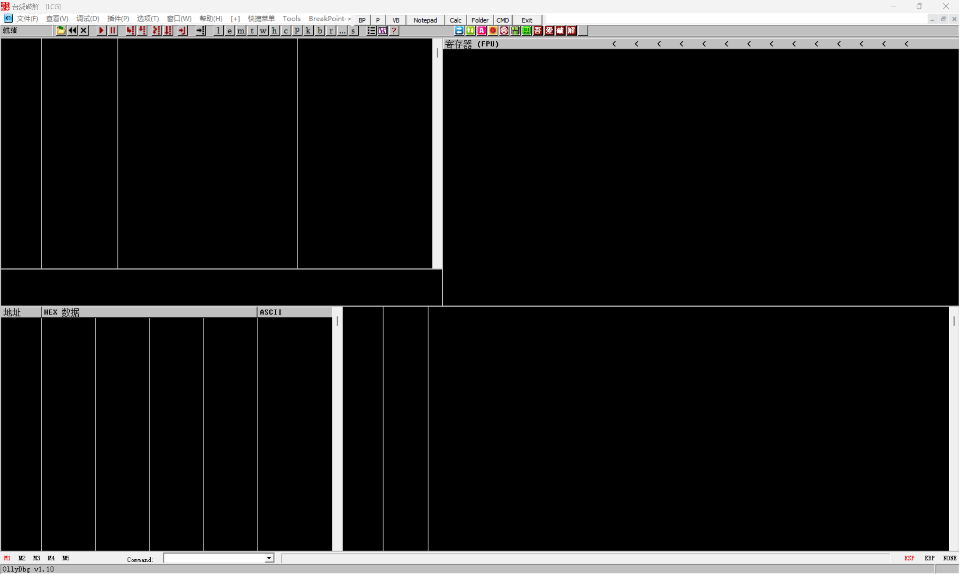 吾爱破解 [LCG]
文件(F) 查看(V) 调试(D) 插件(P) 选项(T) 窗口(W) 帮助(H) [+] 快捷菜单 Tools BreakPoint-> BP P VB Notepad Calc Folder CMD Exit
就绪 l e m t w h c P k b r ... s ?
寄存器 (FPU) < < < < < < < < < < < < < <
地址 HEX 数据 ASCII
M1 M2 M3 M4 M5 Command: ESP EBP NONE
OllyDbg v1.10